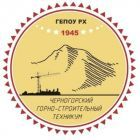 ГБПОУ РХ
1945
ЧЕРНОГОРСКИЙ
ГОРНО-СТРОИТЕЛЬНЫЙ
ТЕХНИКУМ